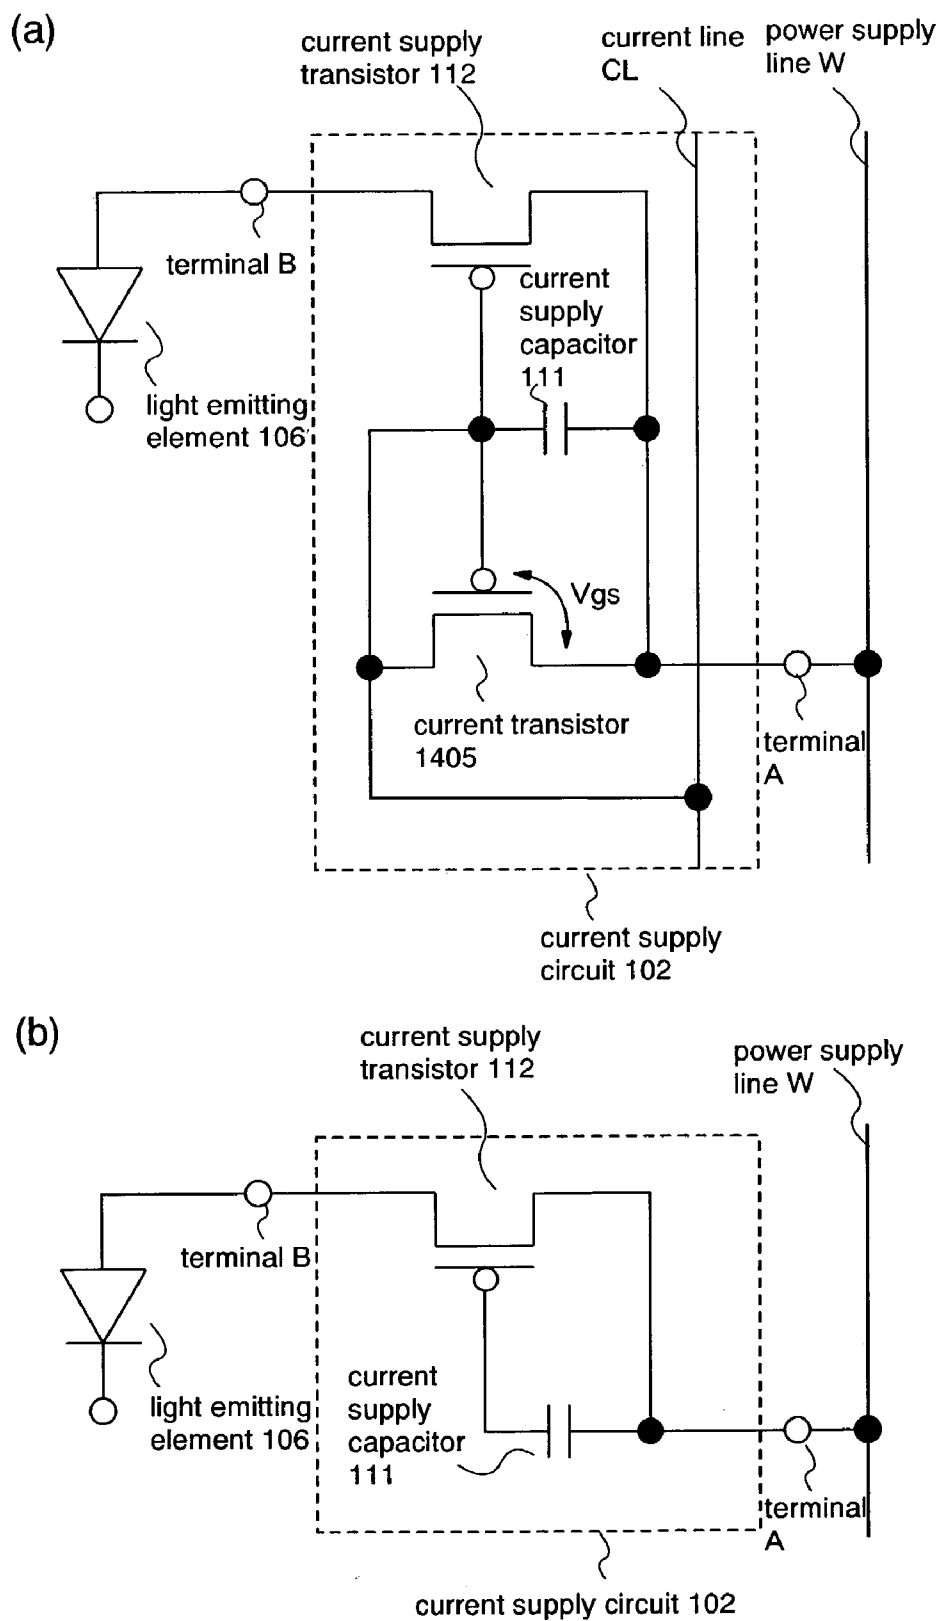 (a)
current supply
transistor 112
current line
CL
power supply
line W
terminal B
current
supply
capacitor
111
light emitting
element 106
Vgs
current transistor
1405
terminal
A
current supply
circuit 102
(b)
current supply
transistor 112
power supply
line W
terminal B
current
supply
capacitor
111
light emitting
element 106
terminal
A
current supply circuit 102